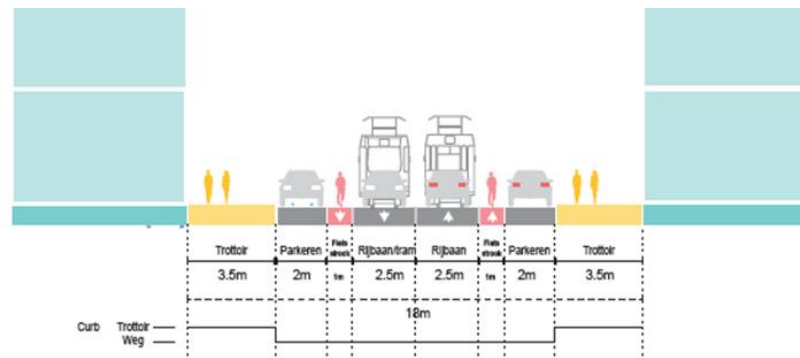 Trottoir Parkeren Fiets strook Rijbaan/tram Rijbaan Fiets strook Parkeren Trottoir
3.5m 2m 1m 2.5m 2.5m 1m 2m 3.5m
18m
Curb Trottoir
Weg